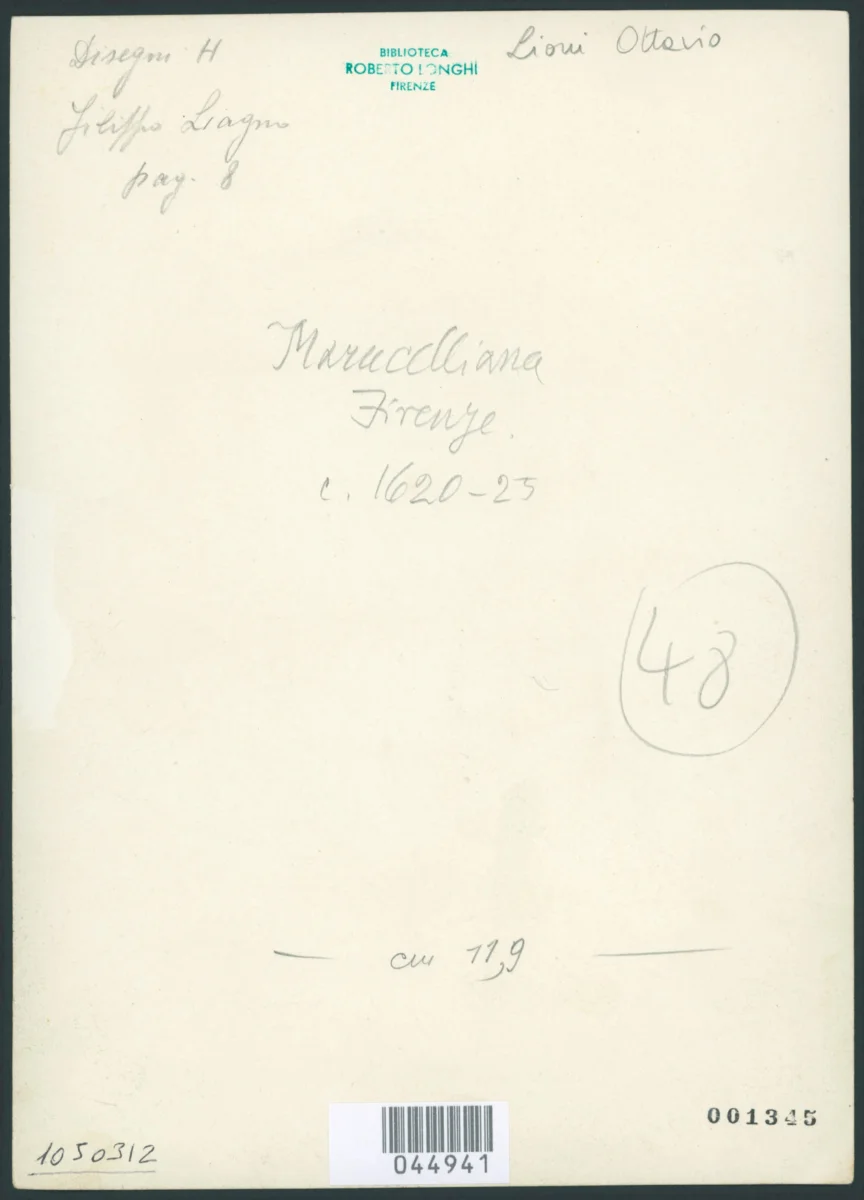 Disegni H
Filippo Liagno
pag. 8
BIBLIOTECA
ROBERTO LONGHI
FIRENZE
Lioni Ottavio
Marucelliana
Firenze.
c. 1620-25
48
cm 11,9
1050312
044941
001345